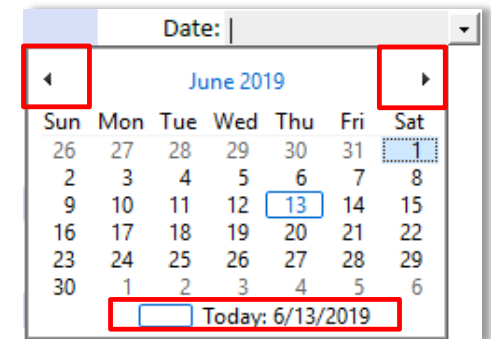 Date:
June 2019
Sun Mon Tue Wed Thu Fri Sat
26 27 28 29 30 31 1
2 3 4 5 6 7 8
9 10 11 12 13 14 15
16 17 18 19 20 21 22
23 24 25 26 27 28 29
30 1 2 3 4 5 6
Today: 6/13/2019